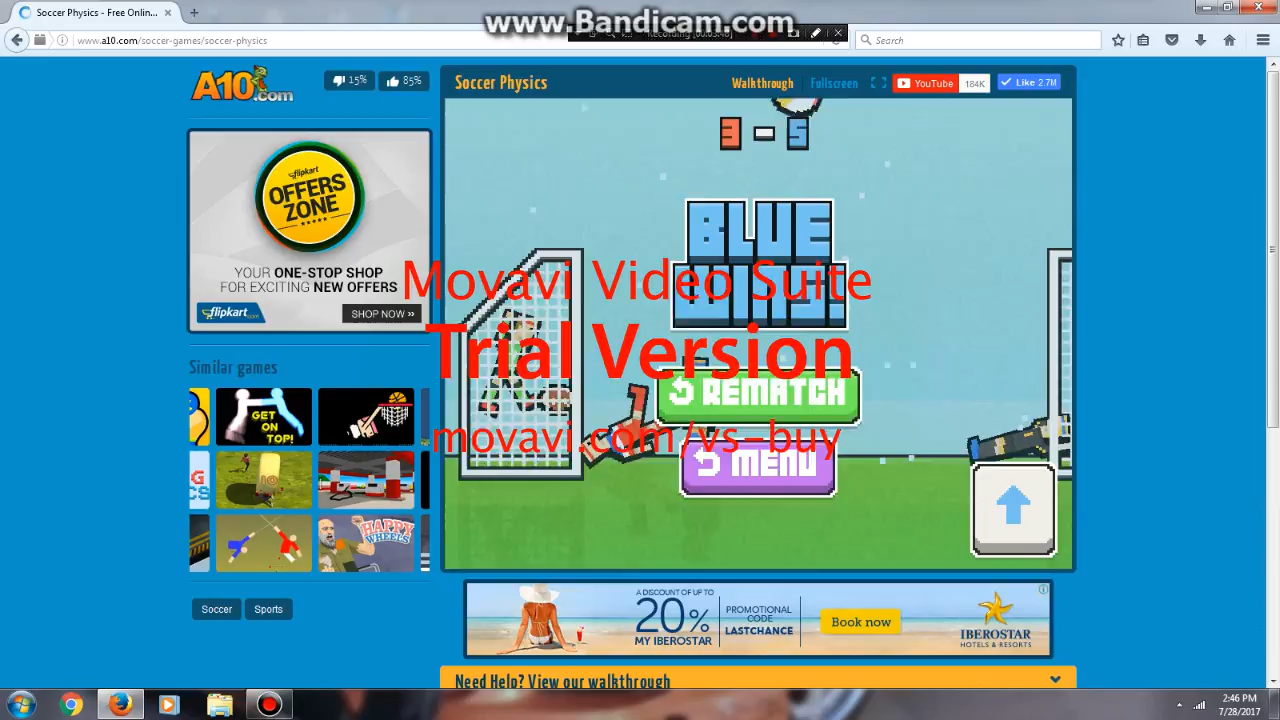 www.Bandicam.com
Soccer Physics - Free Onlin...
www.a10.com/soccer-games/soccer-physics
Search
A10.com
15%
85%
Soccer Physics
Walkthrough
Fullscreen
YouTube
184K
Like 2.7M
3 - 5
BLUE
WINS!
Movavi Video Suite
Trial Version
movavi.com/vs-buy
REMATCH
MENU
flipkart
OFFERS
ZONE
YOUR ONE-STOP SHOP
FOR EXCITING NEW OFFERS
flipkart.com
SHOP NOW »
Similar games
GET
ON
TOP!
HAPPY
WHEELS
Soccer
Sports
A DISCOUNT OF UP TO
20%
MY IBEROSTAR
PROMOTIONAL
CODE
LASTCHANCE
Book now
IBEROSTAR
HOTELS & RESORTS
Need Help? View our walkthrough
2:46 PM
7/28/2017